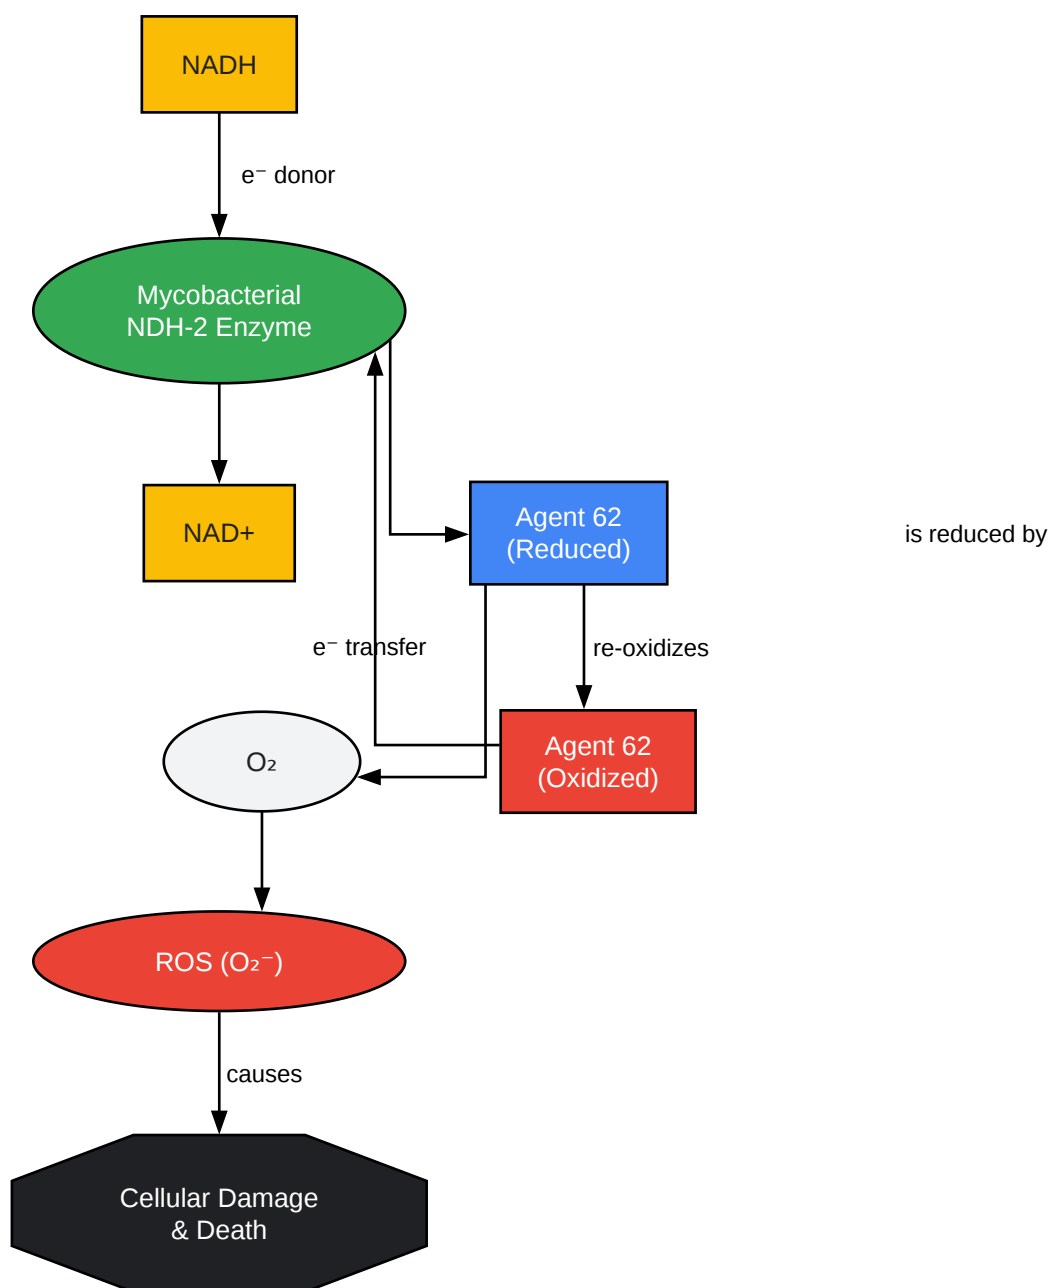 NADH
e⁻ donor
Mycobacterial
NDH-2 Enzyme
NAD+
Agent 62
(Reduced)
is reduced by
e⁻ transfer
re-oxidizes
O₂
Agent 62
(Oxidized)
ROS (O₂⁻)
causes
Cellular Damage
& Death